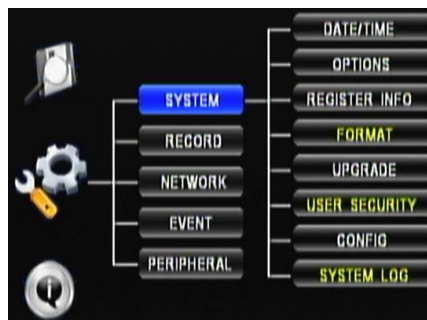 SYSTEM
RECORD
NETWORK
EVENT
PERIPHERAL
DATE/TIME
OPTIONS
REGISTER INFO
FORMAT
UPGRADE
USER SECURITY
CONFIG
SYSTEM LOG